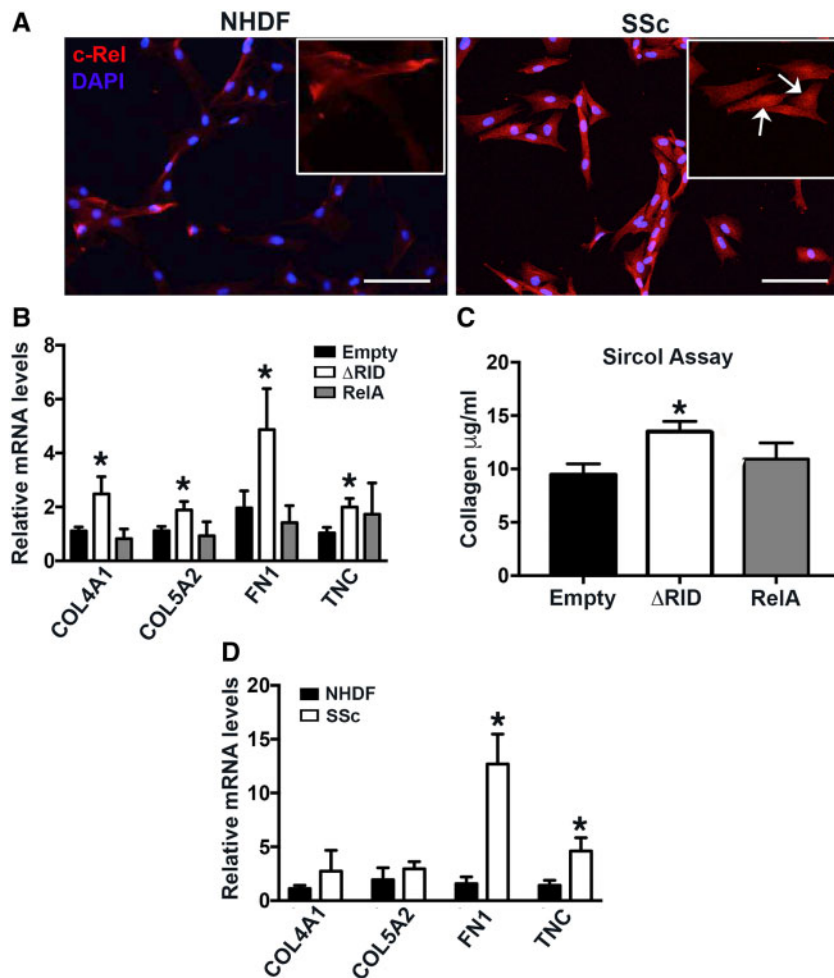 A
NHDF
SSc
c-Rel
DAPI
B
Relative mRNA levels
8
6
4
2
0
Empty
ΔRID
RelA
*
*
*
*
COL4A1
COL5A2
FN1
TNC
C
Sircol Assay
Collagen μg/ml
20
15
10
5
0
*
Empty
ΔRID
RelA
D
Relative mRNA levels
20
15
10
5
0
NHDF
SSc
*
*
COL4A1
COL5A2
FN1
TNC